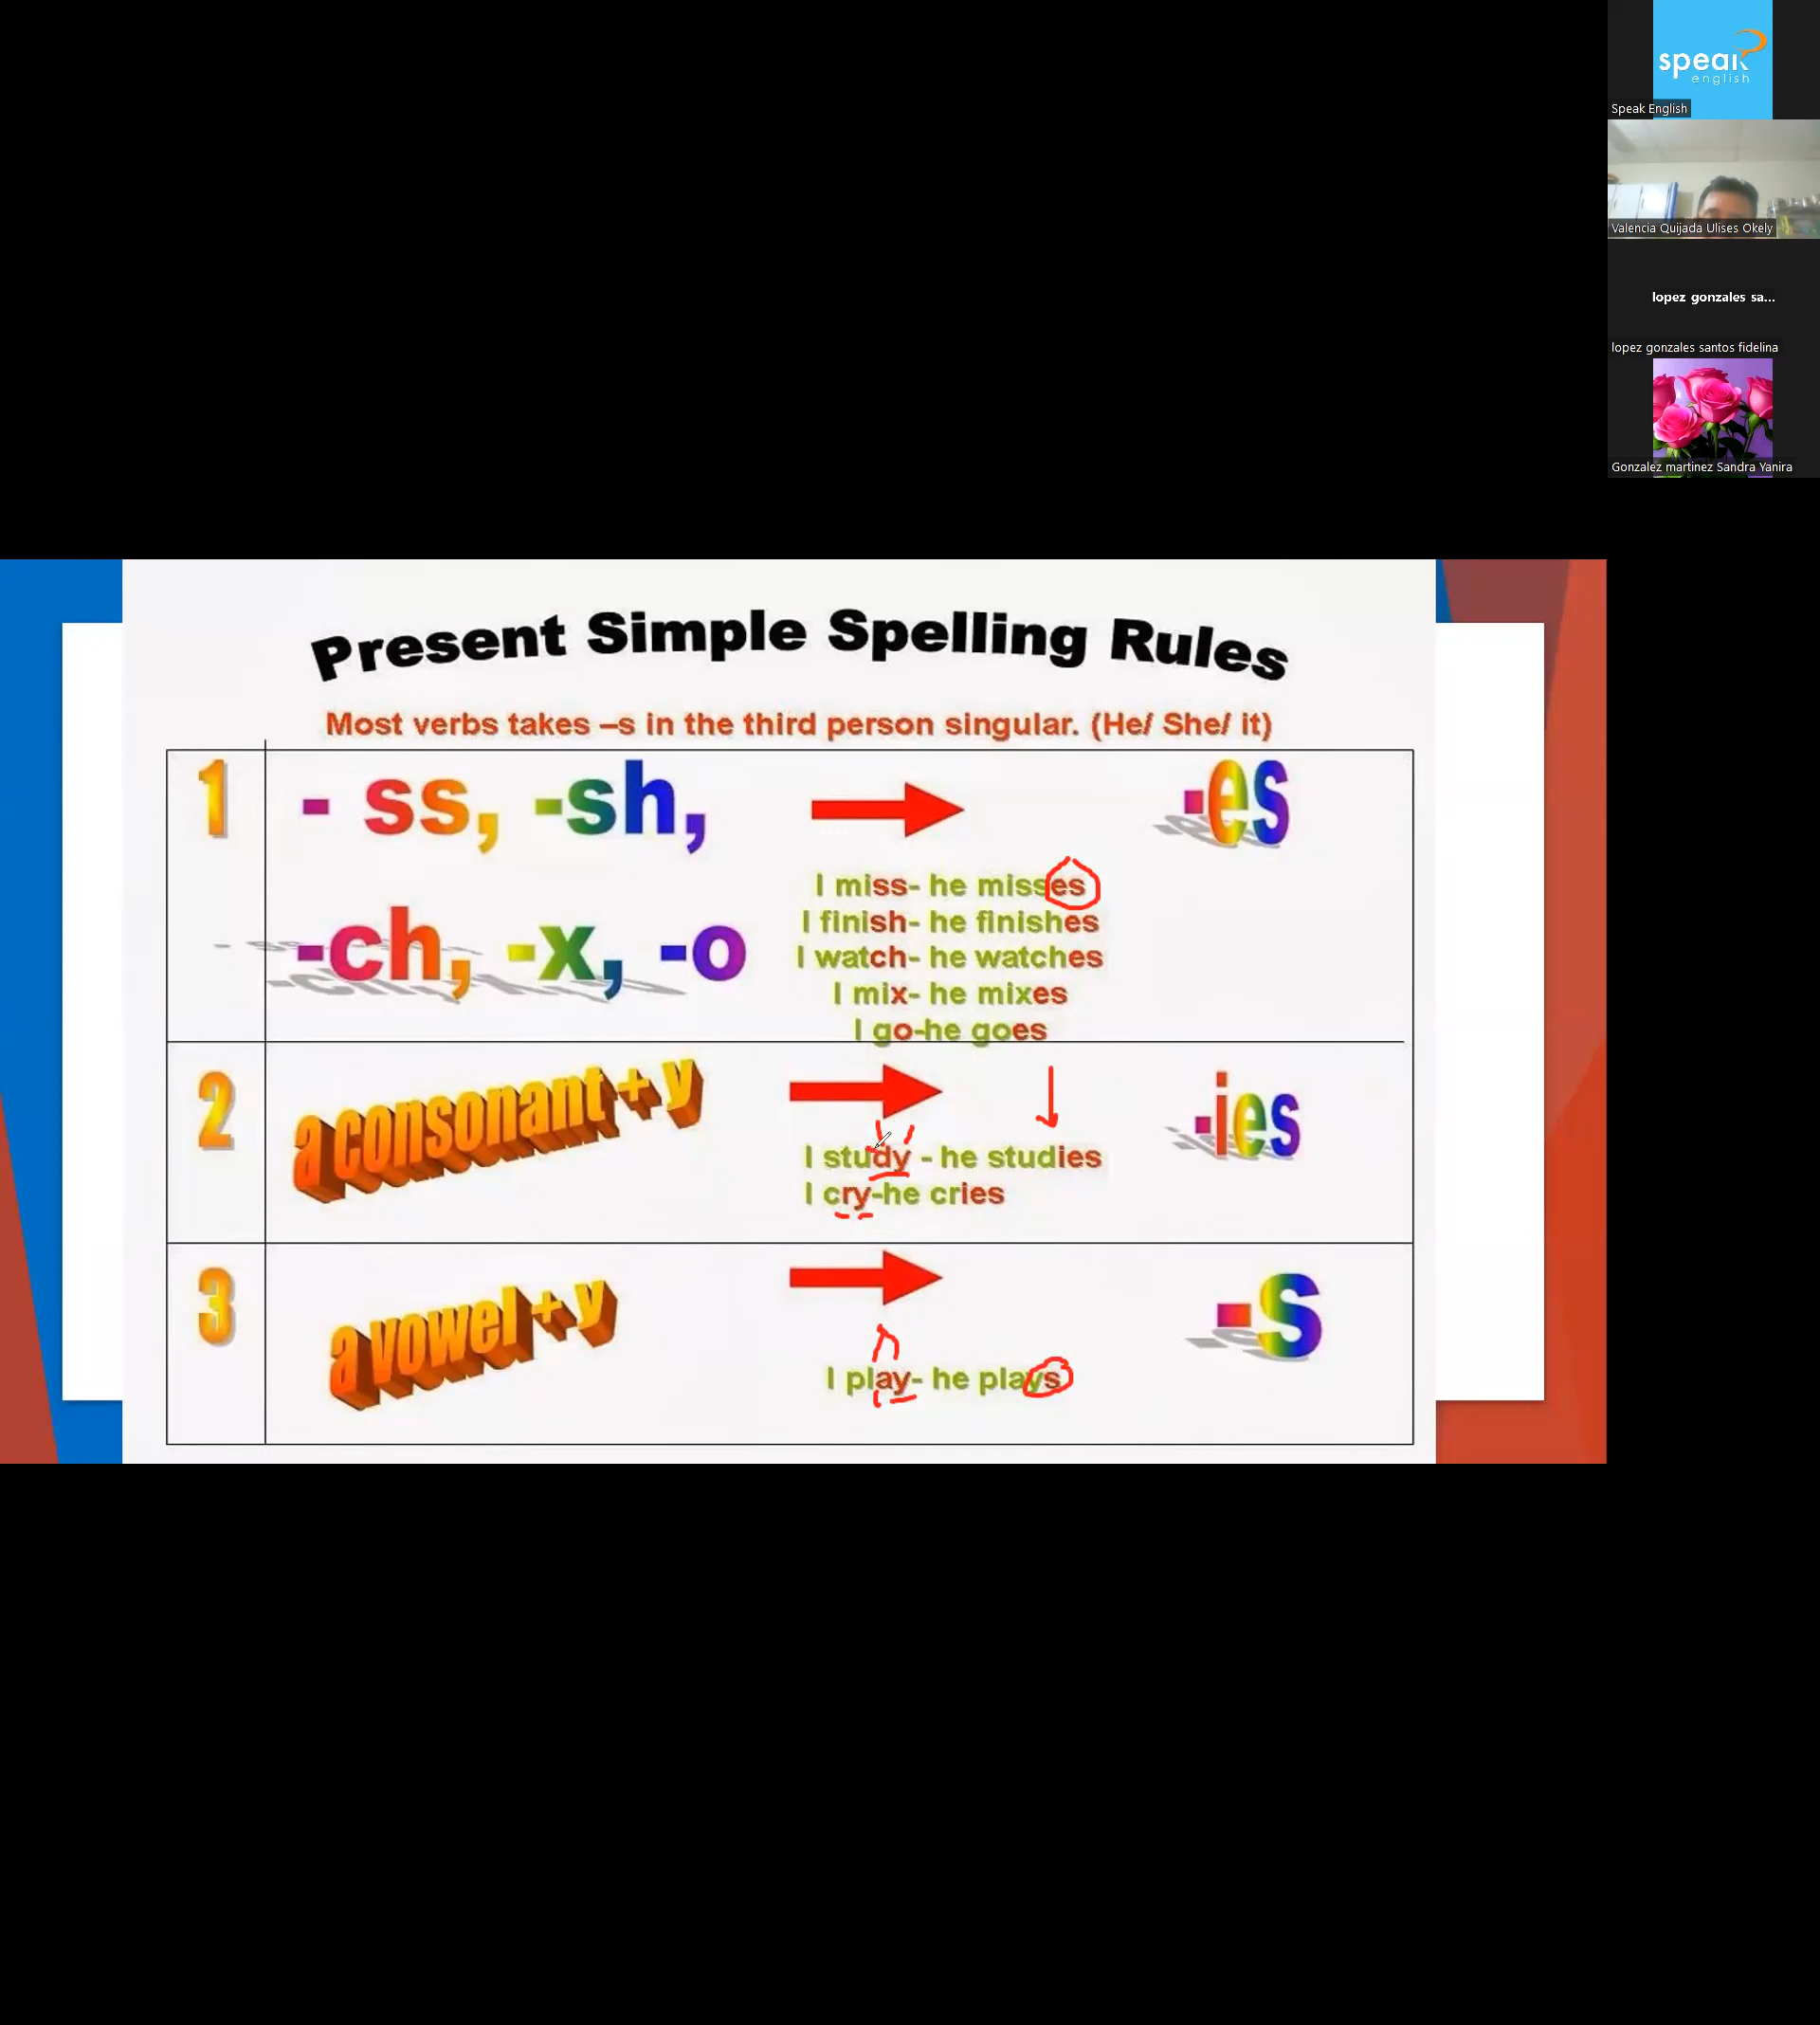 speak
english
Speak English
Valencia Quijada Ulises Okely
lopez gonzales sa...
lopez gonzales santos fidelina
Gonzalez martinez Sandra Yanira
Present Simple Spelling Rules
Most verbs takes –s in the third person singular. (He/ She/ it)
1
- ss, -sh,
-es
-ch, -x, -o
I miss- he misses
I finish- he finishes
I watch- he watches
I mix- he mixes
I go-he goes
2
a consonant + y
-ies
I study - he studies
I cry-he cries
3
a vowel + y
-s
I play- he plays